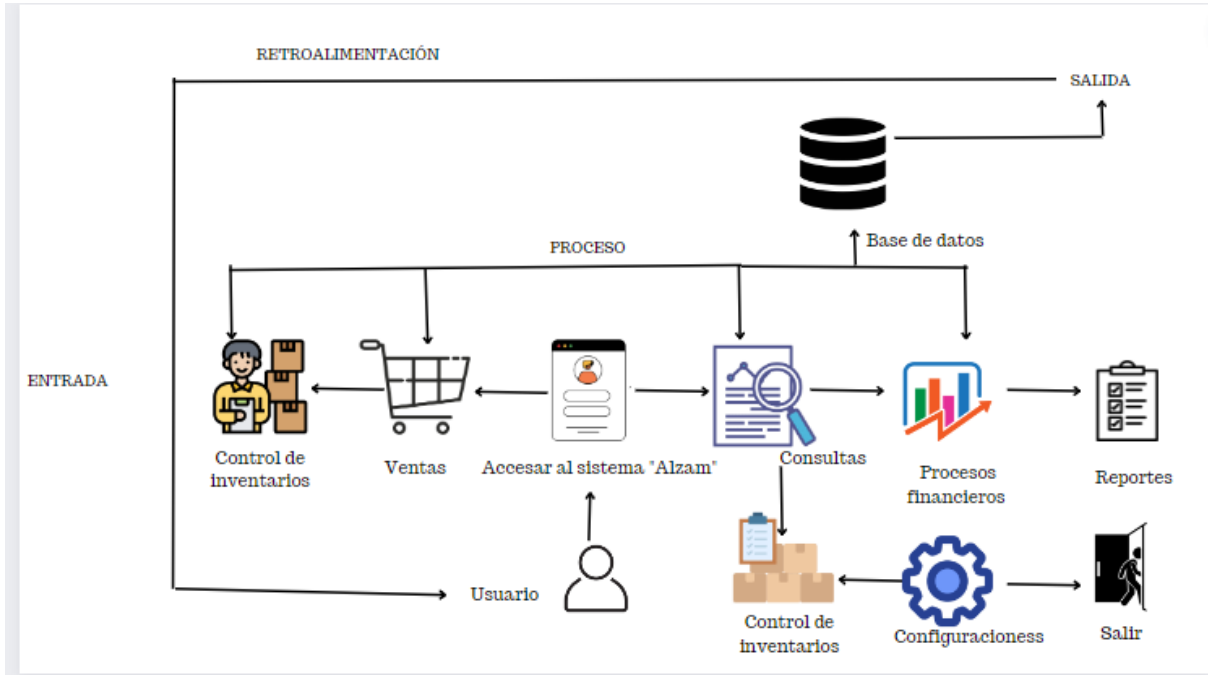 RETROALIMENTACIÓN
SALIDA
PROCESO
Base de datos
ENTRADA
Control de
inventarios
Ventas
Accesar al sistema "Alzam"
Consultas
Procesos
financieros
Reportes
Usuario
Control de
inventarios
Configuracioness
Salir